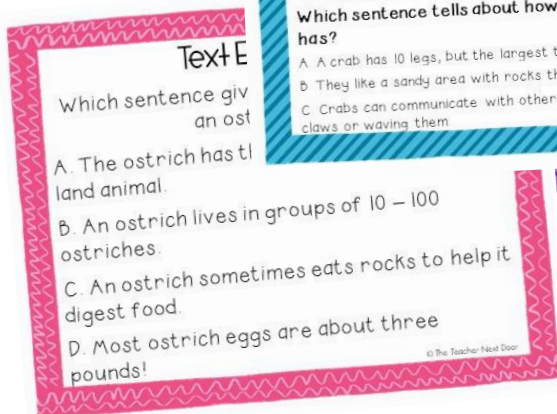 Text E
Which sentence giv
an ost
A. The ostrich has t
land animal.
B. An ostrich lives in groups of 10 – 100
ostriches.
C. An ostrich sometimes eats rocks to help it
digest food.
D. Most ostrich eggs are about three
pounds!
© The Teacher Next Door
Which sentence tells about how
has?
A A crab has 10 legs, but the largest t
B They like a sandy area with rocks th
C Crabs can communicate with other
claws or waving them